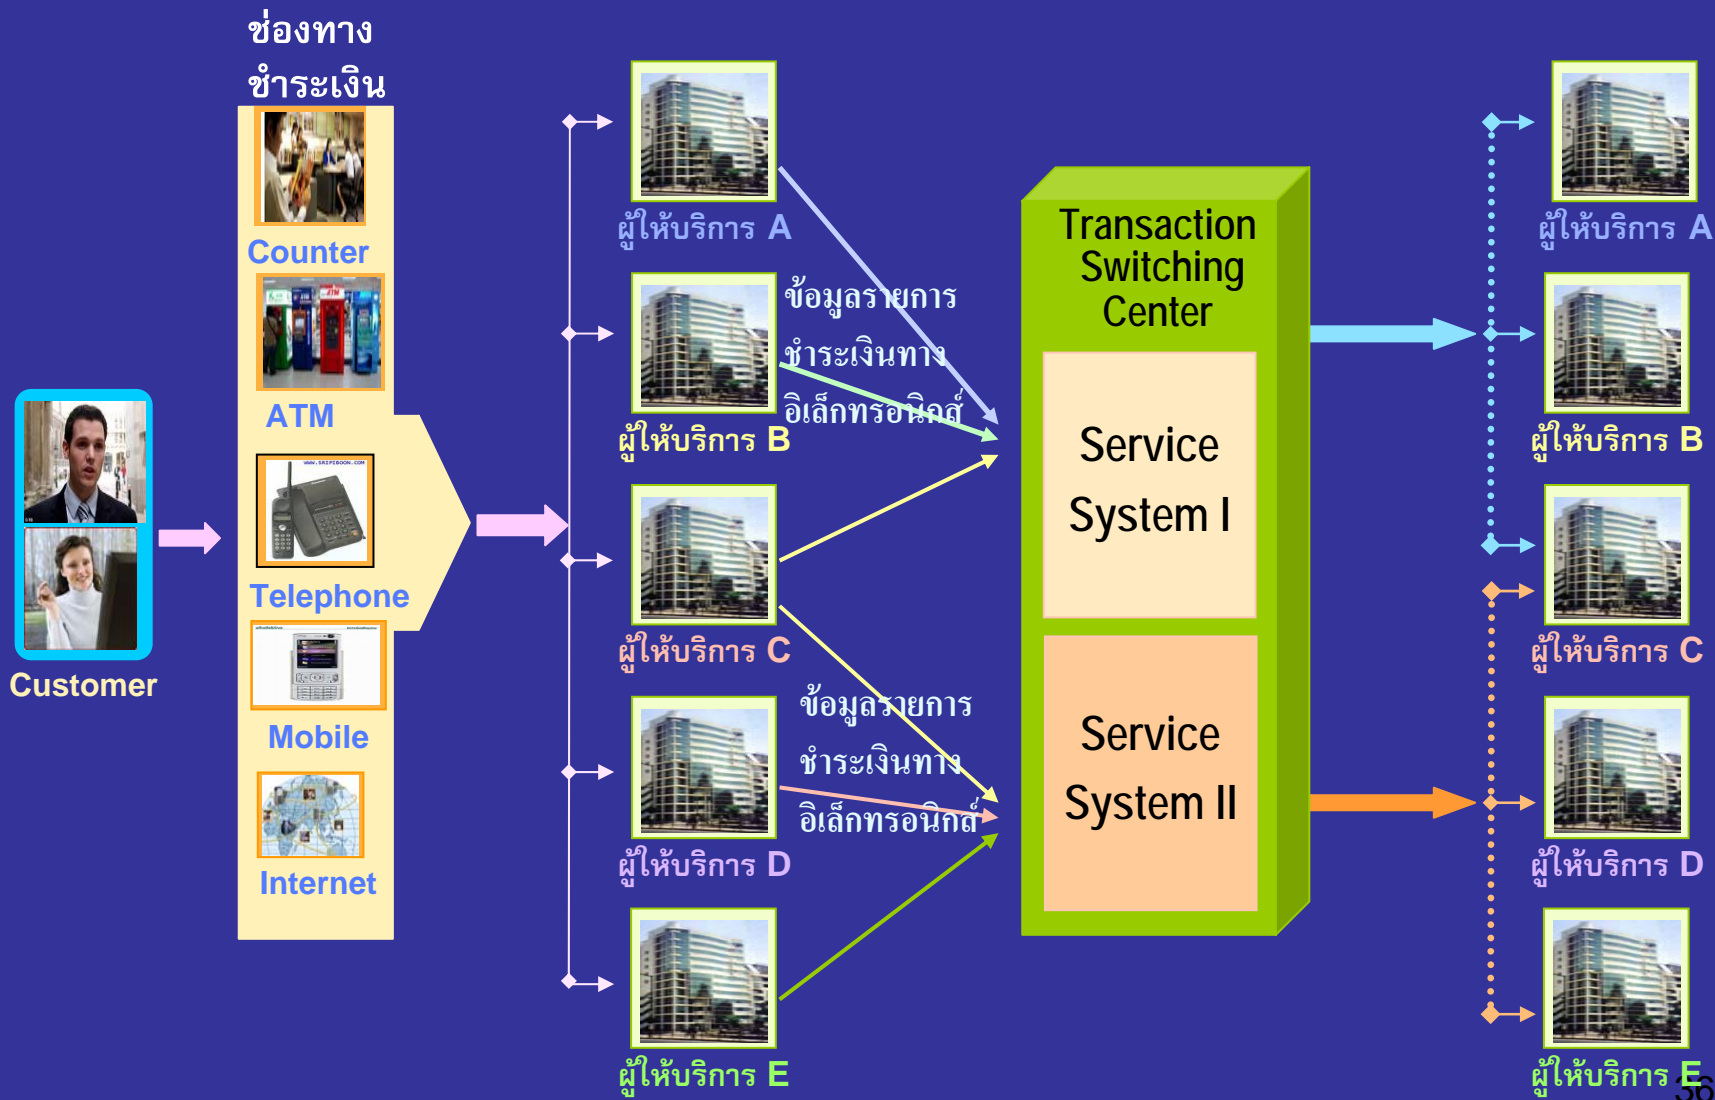 ช่องทาง
ชำระเงิน
Counter
ATM
WWW.SRIPIBOON.COM
Telephone
Mobile
Internet
Customer
ผู้ให้บริการ A
ผู้ให้บริการ B
ผู้ให้บริการ C
ผู้ให้บริการ D
ผู้ให้บริการ E
ข้อมูลรายการ
ชำระเงินทาง
อิเล็กทรอนิกส์
ข้อมูลรายการ
ชำระเงินทาง
อิเล็กทรอนิกส์
Transaction
Switching
Center
Service
System I
Service
System II
ผู้ให้บริการ A
ผู้ให้บริการ B
ผู้ให้บริการ C
ผู้ให้บริการ D
ผู้ให้บริการ E
36